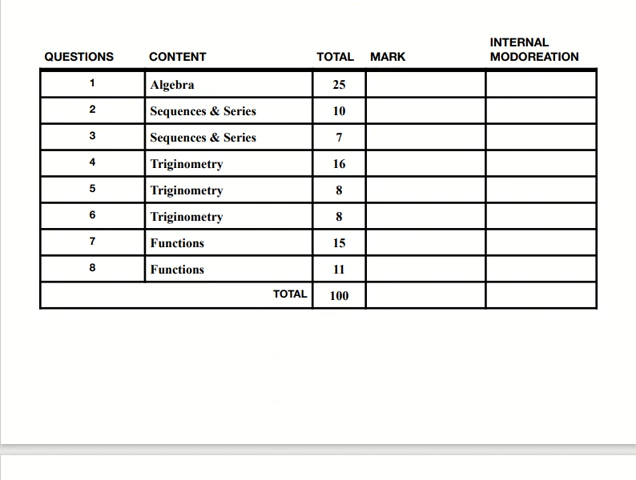 QUESTIONS CONTENT TOTAL MARK INTERNAL MODOREATION
1 Algebra 25
2 Sequences & Series 10
3 Sequences & Series 7
4 Triginometry 16
5 Triginometry 8
6 Triginometry 8
7 Functions 15
8 Functions 11
TOTAL 100